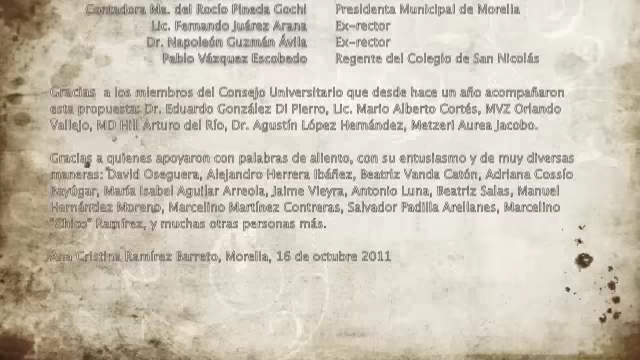 Contadora Ma. del Rocío Pineda Gochi Presidenta Municipal de Morelia
Lic. Fernando Juárez Arana Ex-rector
Dr. Napoleón Guzmán Ávila Ex-rector
Pablo Vázquez Escobedo Regente del Colegio de San Nicolás
Gracias a los miembros del Consejo Universitario que desde hace un año acompañaron
esta propuesta: Dr. Eduardo González Di Pierro, Lic. Mario Alberto Cortés, MVZ Orlando
Vallejo, MD Hill Arturo del Río, Dr. Agustín López Hernández, Metzeri Aurea Jacobo.
Gracias a quienes apoyaron con palabras de aliento, con su entusiasmo y de muy diversas
maneras: David Oseguera, Alejandro Herrera Ibáñez, Beatriz Vanda Catón, Adriana Cossío
Bayúgar, María Isabel Aguilar Arreola, Jaime Vieyra, Antonio Luna, Beatriz Salas, Manuel
Hernández Moreno, Marcelino Martínez Contreras, Salvador Padilla Arellanes, Marcelino
"Chico" Ramírez, y muchas otras personas más.
Ana Cristina Ramírez Barreto, Morelia, 16 de octubre 2011